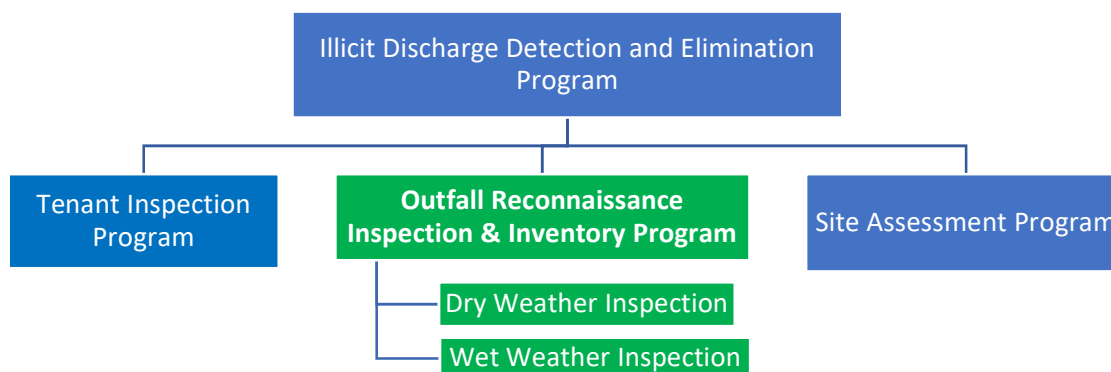 Illicit Discharge Detection and Elimination
Program
Tenant Inspection
Program
Outfall Reconnaissance
Inspection & Inventory Program
Site Assessment Program
Dry Weather Inspection
Wet Weather Inspection